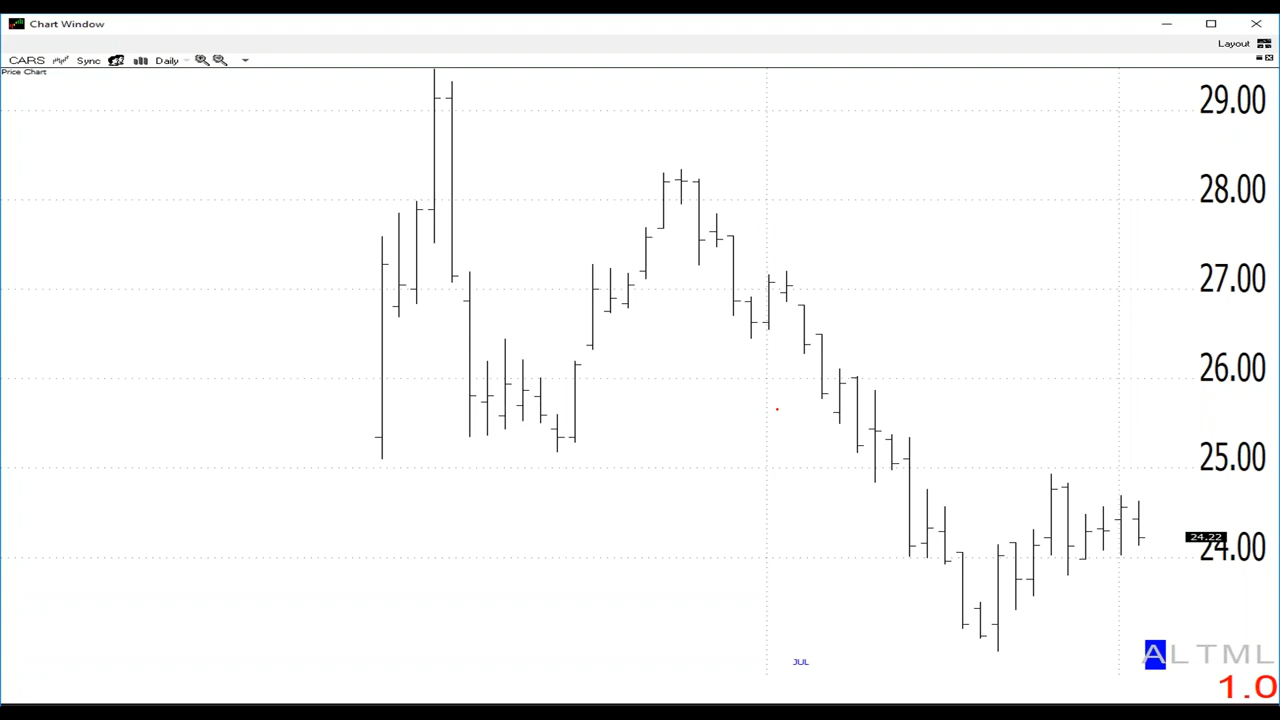 Chart Window
Layout
CARS Sync Daily
Price Chart
29.00
28.00
27.00
26.00
25.00
24.22
24.00
JUL
ALTML
1.0